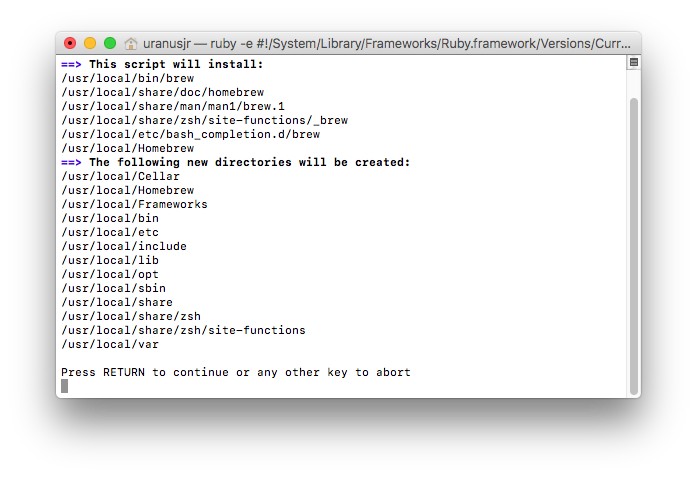 uranusjr — ruby -e #!/System/Library/Frameworks/Ruby.framework/Versions/Curr...
==> This script will install:
/usr/local/bin/brew
/usr/local/share/doc/homebrew
/usr/local/share/man/man1/brew.1
/usr/local/share/zsh/site-functions/_brew
/usr/local/etc/bash_completion.d/brew
/usr/local/Homebrew
==> The following new directories will be created:
/usr/local/Cellar
/usr/local/Homebrew
/usr/local/Frameworks
/usr/local/bin
/usr/local/etc
/usr/local/include
/usr/local/lib
/usr/local/opt
/usr/local/sbin
/usr/local/share
/usr/local/share/zsh
/usr/local/share/zsh/site-functions
/usr/local/var
Press RETURN to continue or any other key to abort